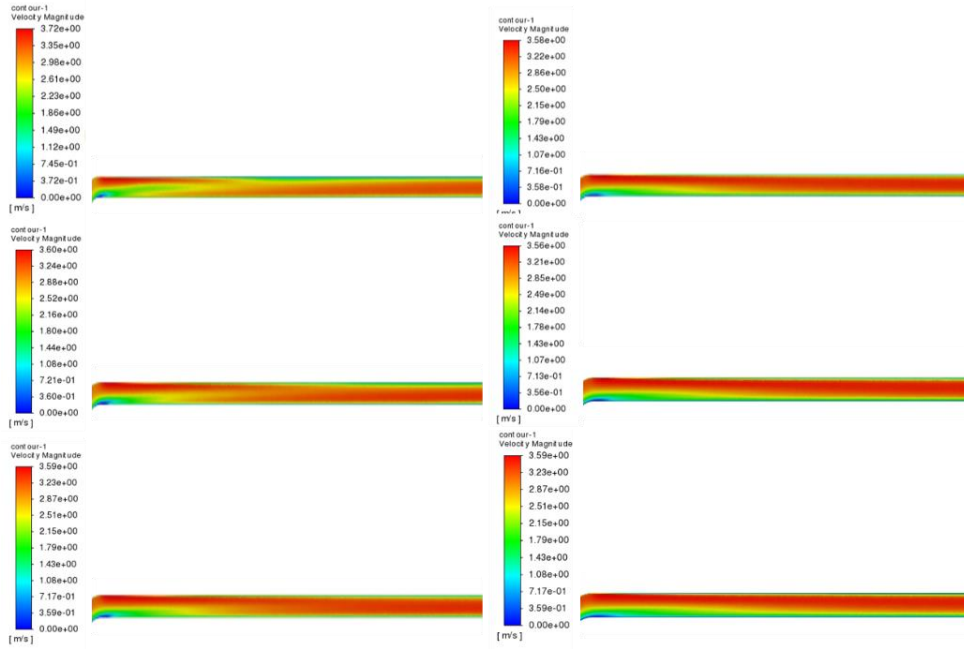 contour-1
Velocity Magnitude
3.72e+00
3.35e+00
2.98e+00
2.61e+00
2.23e+00
1.86e+00
1.49e+00
1.12e+00
7.45e-01
3.72e-01
0.00e+00
[ m/s ]
contour-1
Velocity Magnitude
3.58e+00
3.22e+00
2.86e+00
2.50e+00
2.15e+00
1.79e+00
1.43e+00
1.07e+00
7.16e-01
3.58e-01
0.00e+00
[ m/s ]
contour-1
Velocity Magnitude
3.60e+00
3.24e+00
2.88e+00
2.52e+00
2.16e+00
1.80e+00
1.44e+00
1.08e+00
7.21e-01
3.60e-01
0.00e+00
[ m/s ]
contour-1
Velocity Magnitude
3.56e+00
3.21e+00
2.85e+00
2.49e+00
2.14e+00
1.78e+00
1.42e+00
1.07e+00
7.13e-01
3.56e-01
0.00e+00
[ m/s ]
contour-1
Velocity Magnitude
3.59e+00
3.23e+00
2.87e+00
2.51e+00
2.15e+00
1.79e+00
1.43e+00
1.08e+00
7.17e-01
3.59e-01
0.00e+00
[ m/s ]
contour-1
Velocity Magnitude
3.59e+00
3.23e+00
2.87e+00
2.51e+00
2.15e+00
1.79e+00
1.43e+00
1.08e+00
7.17e-01
3.59e-01
0.00e+00
[ m/s ]